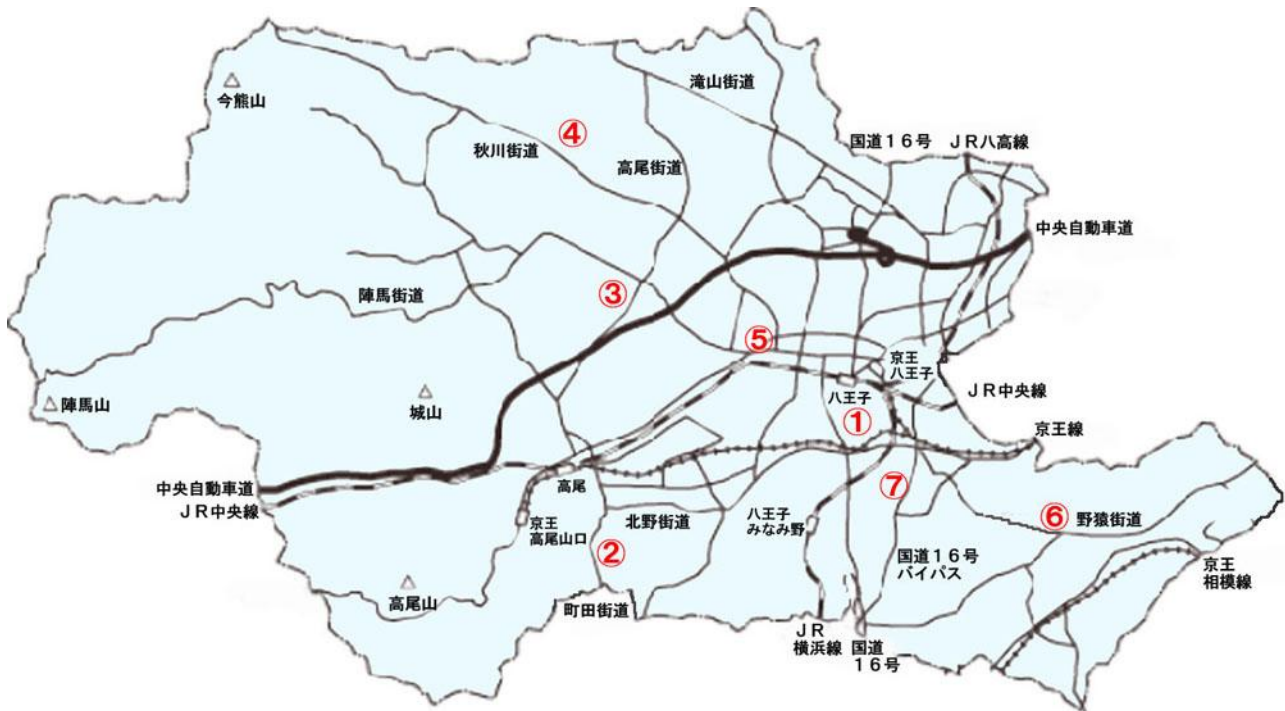 滝山街道
今熊山
④
国道１６号
ＪＲ八高線
秋川街道
高尾街道
中央自動車道
陣馬街道
③
⑤
京王
八王子
陣馬山
城山
八王子
①
ＪＲ中央線
京王線
中央自動車道
ＪＲ中央線
高尾
⑦
京王
高尾山口
北野街道
八王子
みなみ野
⑥
野猿街道
②
国道１６号
バイパス
京王
相模線
高尾山
町田街道
ＪＲ
横浜線
国道
１６号